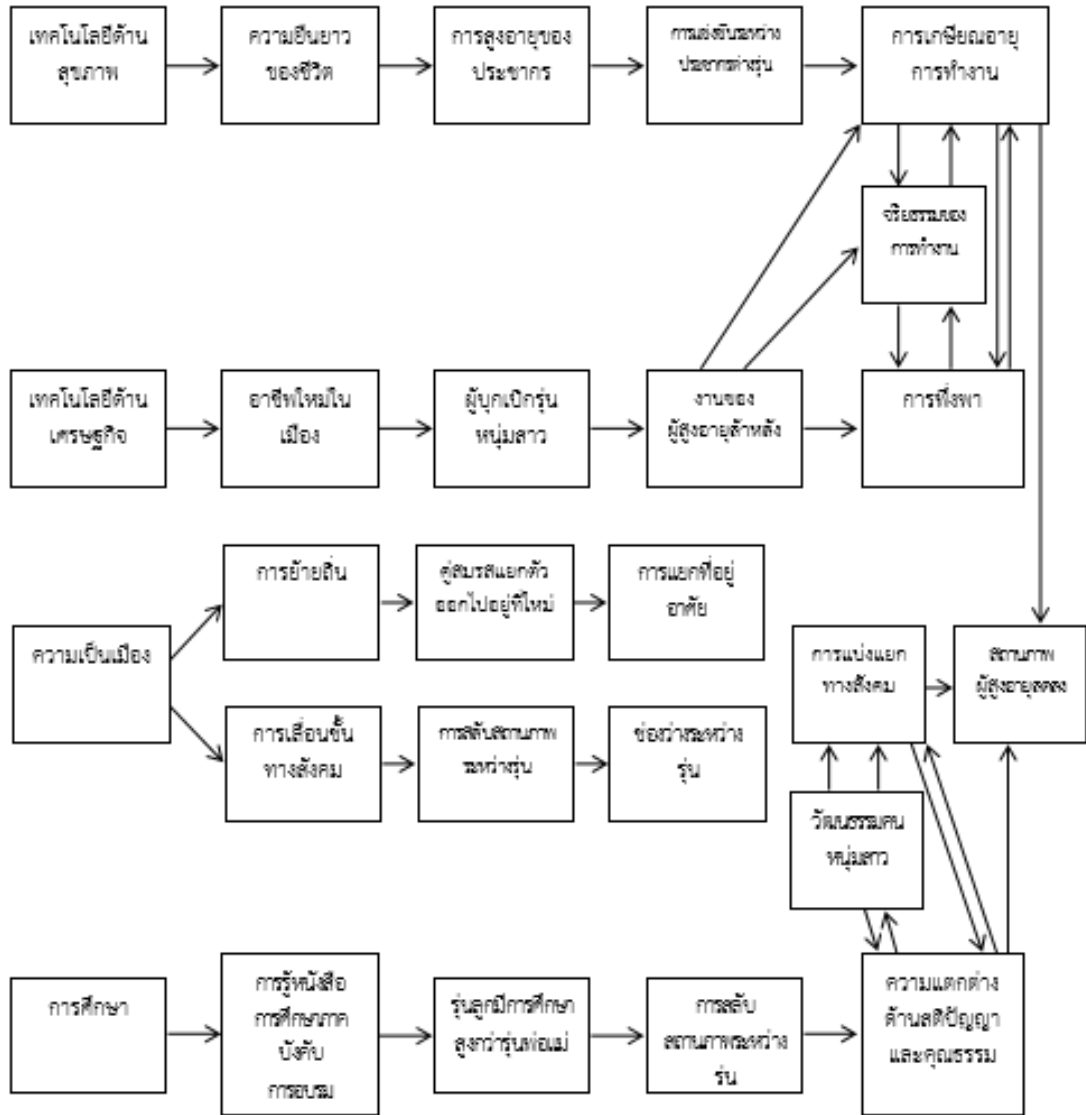 เทคโนโลยีด้าน
สุขภาพ
ความยืนยาว
ของชีวิต
การสูงอายุของ
ประชากร
การแข่งขันระหว่าง
ประชากรต่างรุ่น
การเกษียณอายุ
การทำงาน
จริยธรรมของ
การทำงาน
เทคโนโลยีด้าน
เศรษฐกิจ
อาชีพใหม่ใน
เมือง
ผู้บุกเบิกรุ่น
หนุ่มสาว
งานของ
ผู้สูงอายุล้าหลัง
การพึ่งพา
ความเป็นเมือง
การย้ายถิ่น
คู่สมรสแยกตัว
ออกไปอยู่ที่ใหม่
การแยกที่อยู่
อาศัย
การแบ่งแยก
ทางสังคม
สถานภาพ
ผู้สูงอายุลดลง
การเลื่อนชั้น
ทางสังคม
การสลับสถานภาพ
ระหว่างรุ่น
ช่องว่างระหว่าง
รุ่น
วัฒนธรรมคน
หนุ่มสาว
การศึกษา
การรู้หนังสือ
การศึกษาภาค
บังคับ
การอบรม
รุ่นลูกมีการศึกษา
สูงกว่ารุ่นพ่อแม่
การสลับ
สถานภาพระหว่าง
รุ่น
ความแตกต่าง
ด้านสติปัญญา
และคุณธรรม